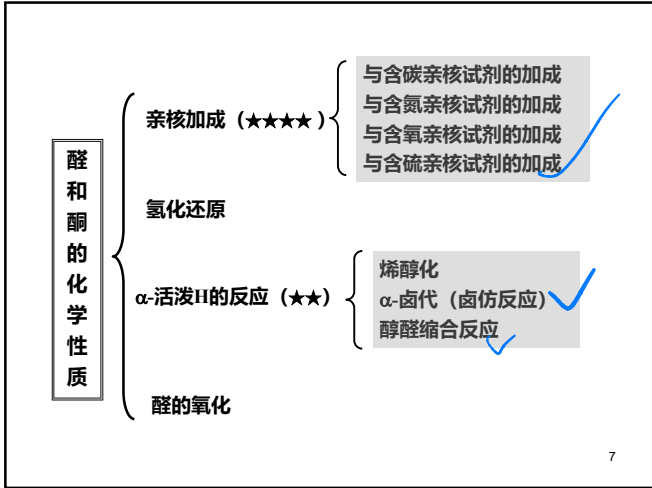 醛和酮的化学性质
亲核加成（★★★★ ）
与含碳亲核试剂的加成
与含氮亲核试剂的加成
与含氧亲核试剂的加成
与含硫亲核试剂的加成
氢化还原
α-活泼H的反应（★★）
烯醇化
α-卤代（卤仿反应）
醇醛缩合反应
醛的氧化
7